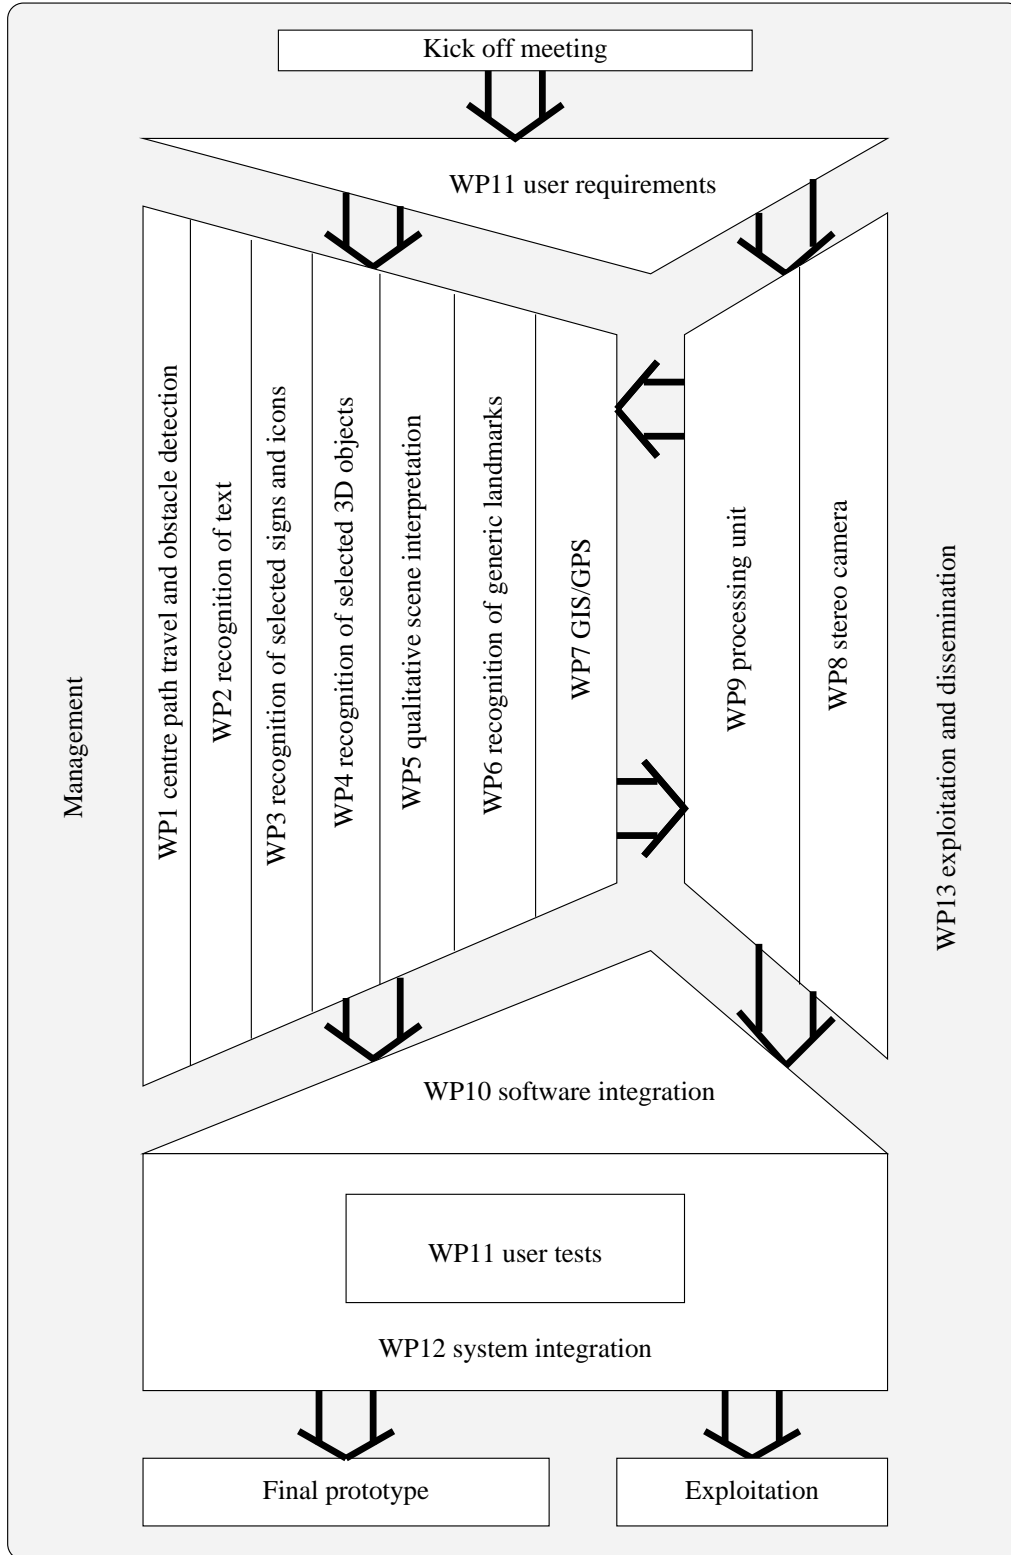 Kick off meeting
WP11 user requirements
Management
WP1 centre path travel and obstacle detection
WP2 recognition of text
WP3 recognition of selected signs and icons
WP4 recognition of selected 3D objects
WP5 qualitative scene interpretation
WP6 recognition of generic landmarks
WP7 GIS/GPS
WP9 processing unit
WP8 stereo camera
WP13 exploitation and dissemination
WP10 software integration
WP11 user tests
WP12 system integration
Final prototype
Exploitation